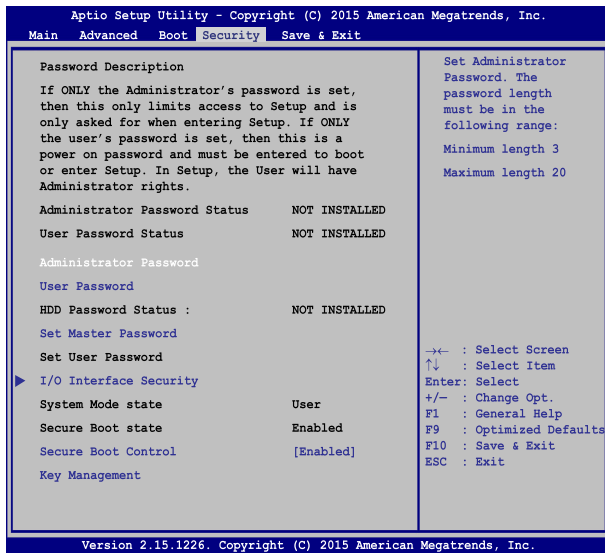 Aptio Setup Utility - Copyright (C) 2015 American Megatrends, Inc.
Main Advanced Boot Security Save & Exit
Password Description
If ONLY the Administrator's password is set,
then this only limits access to Setup and is
only asked for when entering Setup. If ONLY
the user's password is set, then this is a
power on password and must be entered to boot
or enter Setup. In Setup, the User will have
Administrator rights.
Administrator Password Status NOT INSTALLED
User Password Status NOT INSTALLED
Administrator Password
User Password
HDD Password Status : NOT INSTALLED
Set Master Password
Set User Password
I/O Interface Security
System Mode state User
Secure Boot state Enabled
Secure Boot Control [Enabled]
Key Management
Set Administrator
Password. The
password length
must be in the
following range:
Minimum length 3
Maximum length 20
→← : Select Screen
↑↓ : Select Item
Enter: Select
+/— : Change Opt.
F1 : General Help
F9 : Optimized Defaults
F10 : Save & Exit
ESC : Exit
Version 2.15.1226. Copyright (C) 2015 American Megatrends, Inc.